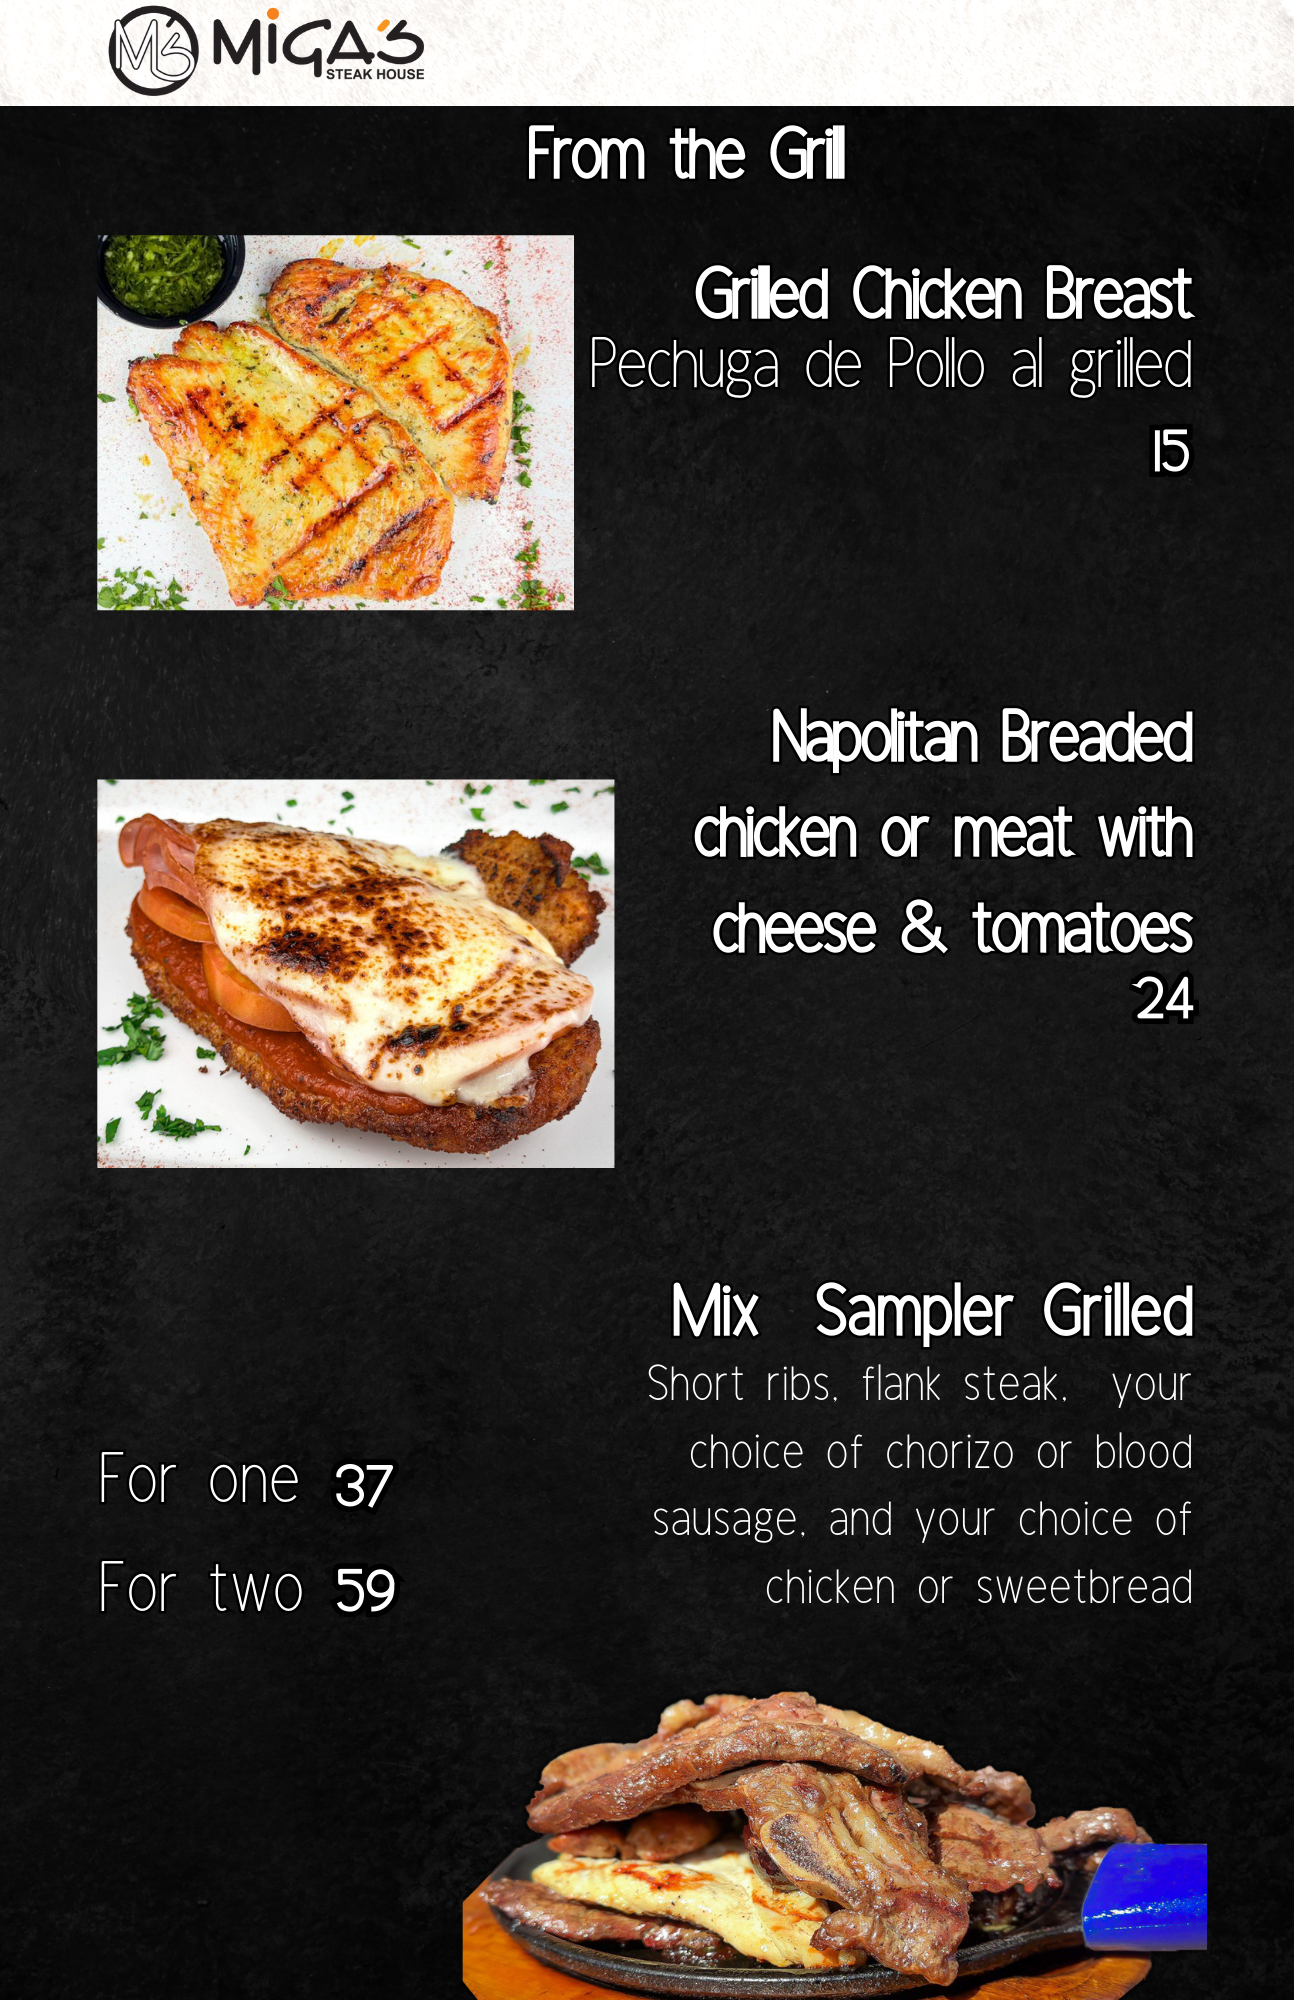 MS MiGA'S
STEAK HOUSE
From the Grill
Grilled Chicken Breast
Pechuga de Pollo al grilled
15
Napolitan Breaded
chicken or meat with
cheese & tomatoes
24
Mix Sampler Grilled
Short ribs, flank steak, your
choice of chorizo or blood
sausage, and your choice of
chicken or sweetbread
For one 37
For two 59